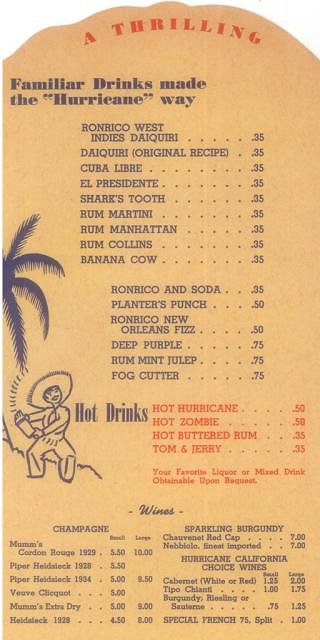 A THRILLING
Familiar Drinks made
the "Hurricane" way
RONRICO WEST
INDIES DAIQUIRI . . . . . . .35
DAIQUIRI (ORIGINAL RECIPE) . .35
CUBA LIBRE . . . . . . . . .35
EL PRESIDENTE . . . . . . . .35
SHARK'S TOOTH . . . . . . . .35
RUM MARTINI . . . . . . . .35
RUM MANHATTAN . . . . . . .35
RUM COLLINS . . . . . . . .35
BANANA COW . . . . . . . .35
RONRICO AND SODA . . .35
PLANTER'S PUNCH . . . .50
RONRICO NEW
ORLEANS FIZZ . . . . .50
DEEP PURPLE . . . . . .75
RUM MINT JULEP . . . . .75
FOG CUTTER . . . . . . .75
Hot Drinks
HOT HURRICANE . . . . . .50
HOT ZOMBIE . . . . . . .50
HOT BUTTERED RUM . . . .35
TOM & JERRY . . . . . . .35
Your Favorite Liquor or Mixed Drink
Obtainable Upon Request.
- Wines -
CHAMPAGNE
Small Large
Mumm's
Cordon Rouge 1929 . 5.50 10.00
Piper Heidsieck 1928 . 5.50
Piper Heidsieck 1934 . 5.00 9.50
Veuve Clicquot . . . 5.00
Mumm's Extra Dry . . 5.00 9.00
Heidsieck 1928 . . . . 4.50 8.00
SPARKLING BURGUNDY
Chauvenet Red Cap . . . . 7.00
Nebbiolo, finest imported . . 7.00
HURRICANE CALIFORNIA
CHOICE WINES
Small Large
Cabernet (White or Red) 1.25 2.00
Tipo Chianti . . . . 1.00 1.75
Burgundy, Riesling or
Sauterne . . . . .75 1.25
SPECIAL FRENCH 75, Split . 1.00